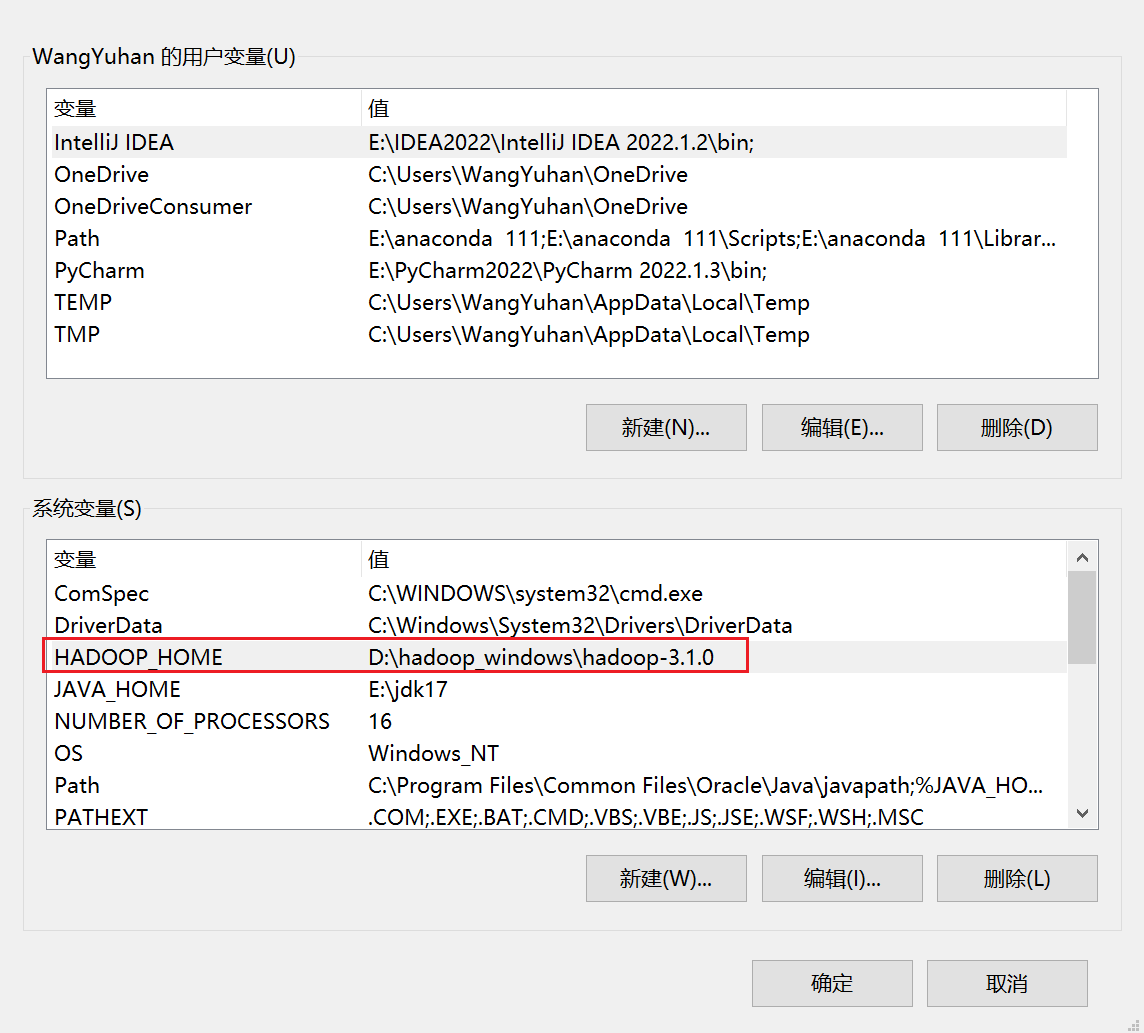 WangYuhan 的用户变量(U)
变量 值
IntelliJ IDEA E:\IDEA2022\IntelliJ IDEA 2022.1.2\bin;
OneDrive C:\Users\WangYuhan\OneDrive
OneDriveConsumer C:\Users\WangYuhan\OneDrive
Path E:\anaconda  111;E:\anaconda  111\Scripts;E:\anaconda  111\Librar...
PyCharm E:\PyCharm2022\PyCharm 2022.1.3\bin;
TEMP C:\Users\WangYuhan\AppData\Local\Temp
TMP C:\Users\WangYuhan\AppData\Local\Temp
新建(N)... 编辑(E)... 删除(D)
系统变量(S)
变量 值
ComSpec C:\WINDOWS\system32\cmd.exe
DriverData C:\Windows\System32\Drivers\DriverData
HADOOP_HOME D:\hadoop_windows\hadoop-3.1.0
JAVA_HOME E:\jdk17
NUMBER_OF_PROCESSORS 16
OS Windows_NT
Path C:\Program Files\Common Files\Oracle\Java\javapath;%JAVA_HO...
PATHEXT .COM;.EXE;.BAT;.CMD;.VBS;.VBE;.JS;.JSE;.WSF;.WSH;.MSC
新建(W)... 编辑(I)... 删除(L)
确定 取消